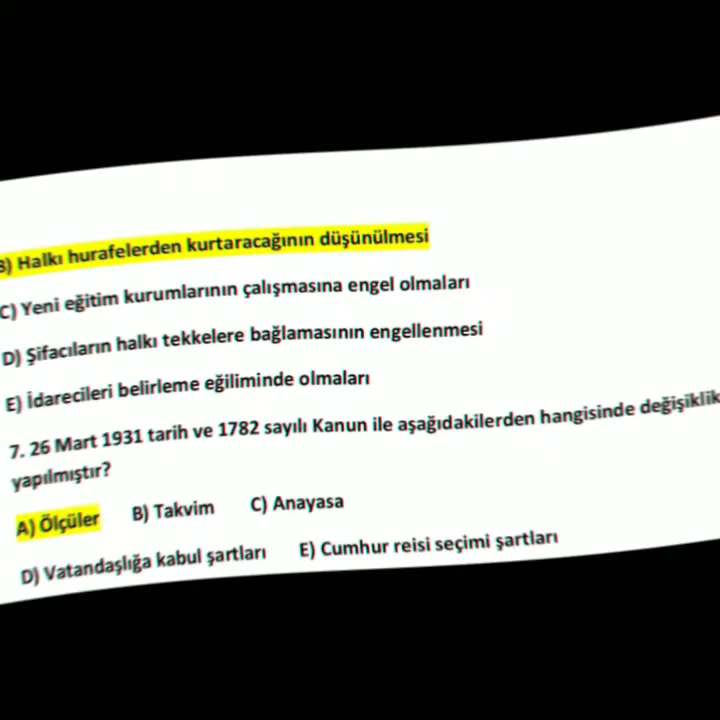 B) Halkı hurafelerden kurtaracağının düşünülmesi
C) Yeni eğitim kurumlarının çalışmasına engel olmaları
D) Şifacıların halkı tekkelere bağlamasının engellenmesi
E) İdarecileri belirleme eğiliminde olmaları
7. 26 Mart 1931 tarih ve 1782 sayılı Kanun ile aşağıdakilerden hangisinde değişiklik
yapılmıştır?
A) Ölçüler B) Takvim C) Anayasa
D) Vatandaşlığa kabul şartları E) Cumhur reisi seçimi şartları